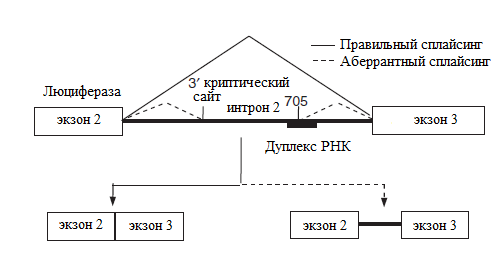 Правильный сплайсинг
Аберрантный сплайсинг
Люцифераза
3′ криптический
сайт
интрон 2
705
экзон 2
экзон 3
Дуплекс РНК
экзон 2
экзон 3
экзон 2
экзон 3